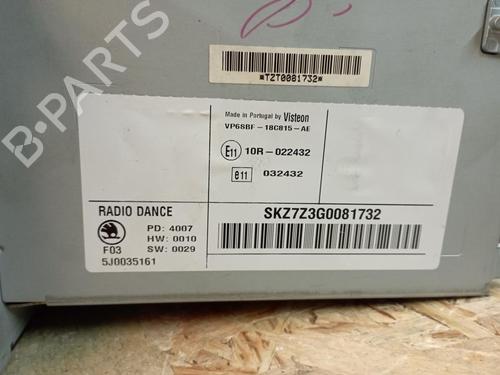 *TZT0081732*
Made in Portugal by Visteon
VP6SBF-18C815-AE
E11 10R-022432
e11 032432
RADIO DANCE
SKZ7Z3G0081732
PD: 4007
HW: 0010
F03 SW: 0029
5J0035161
B-PARTS